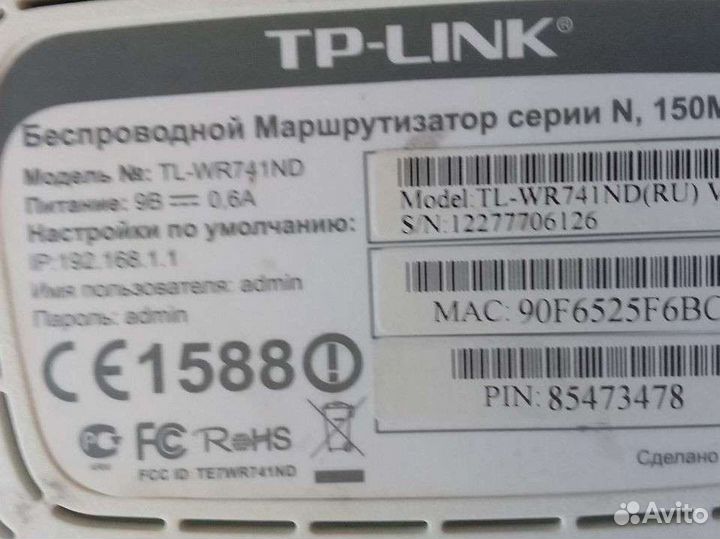 TP-LINK®
Беспроводной Маршрутизатор серии N, 150М
Модель №: TL-WR741ND
Питание: 9В ⎓ 0,6А
Настройки по умолчанию:
IP:192.168.1.1
Имя пользователя: admin
Пароль: admin
Model:TL-WR741ND(RU) V
S/N:12277706126
MAC: 90F6525F6BC
PIN: 85473478
CE1588
FC RoHS
FCC ID: TE7WR741ND
Сделано
Avito